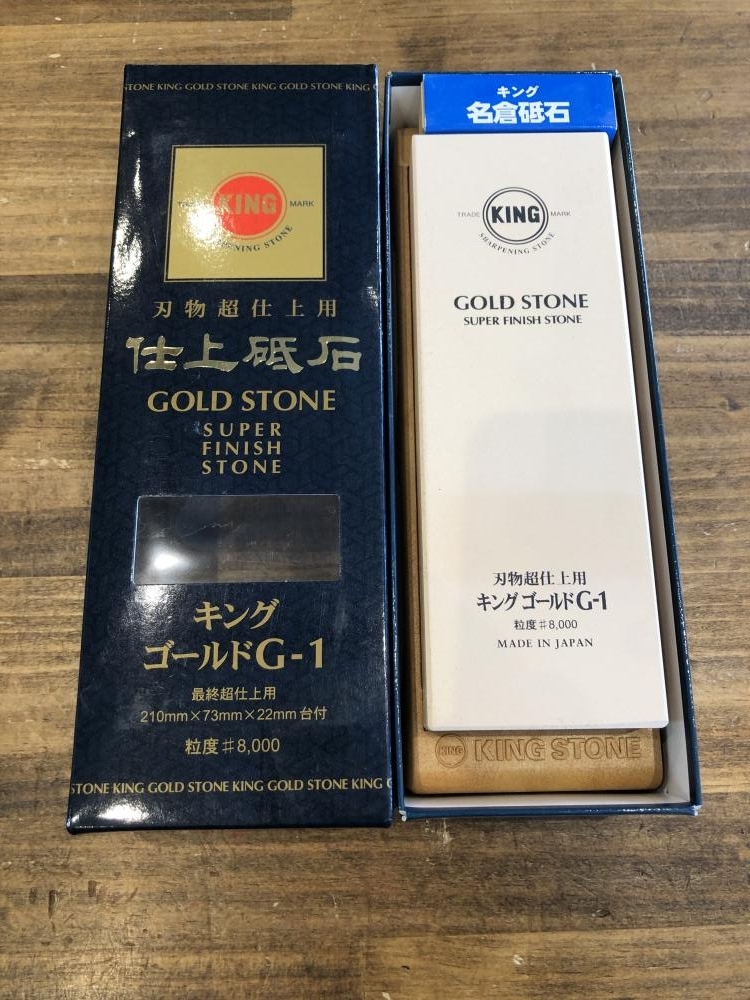 STONE KING GOLD STONE KING GOLD STONE KING
KING
MARK
刃物超仕上用
仕上砥石
GOLD STONE
SUPER
FINISH
STONE
キング
ゴールドG-1
最終超仕上用
210mm×73mm×22mm台付
粒度♯8,000
STONE KING GOLD STONE KING GOLD STONE KING
キング
名倉砥石
TRADE KING MARK
SHARPENING STONE
GOLD STONE
SUPER FINISH STONE
刃物超仕上用
キング ゴールドG-1
粒度♯8,000
MADE IN JAPAN
KING KING STONE